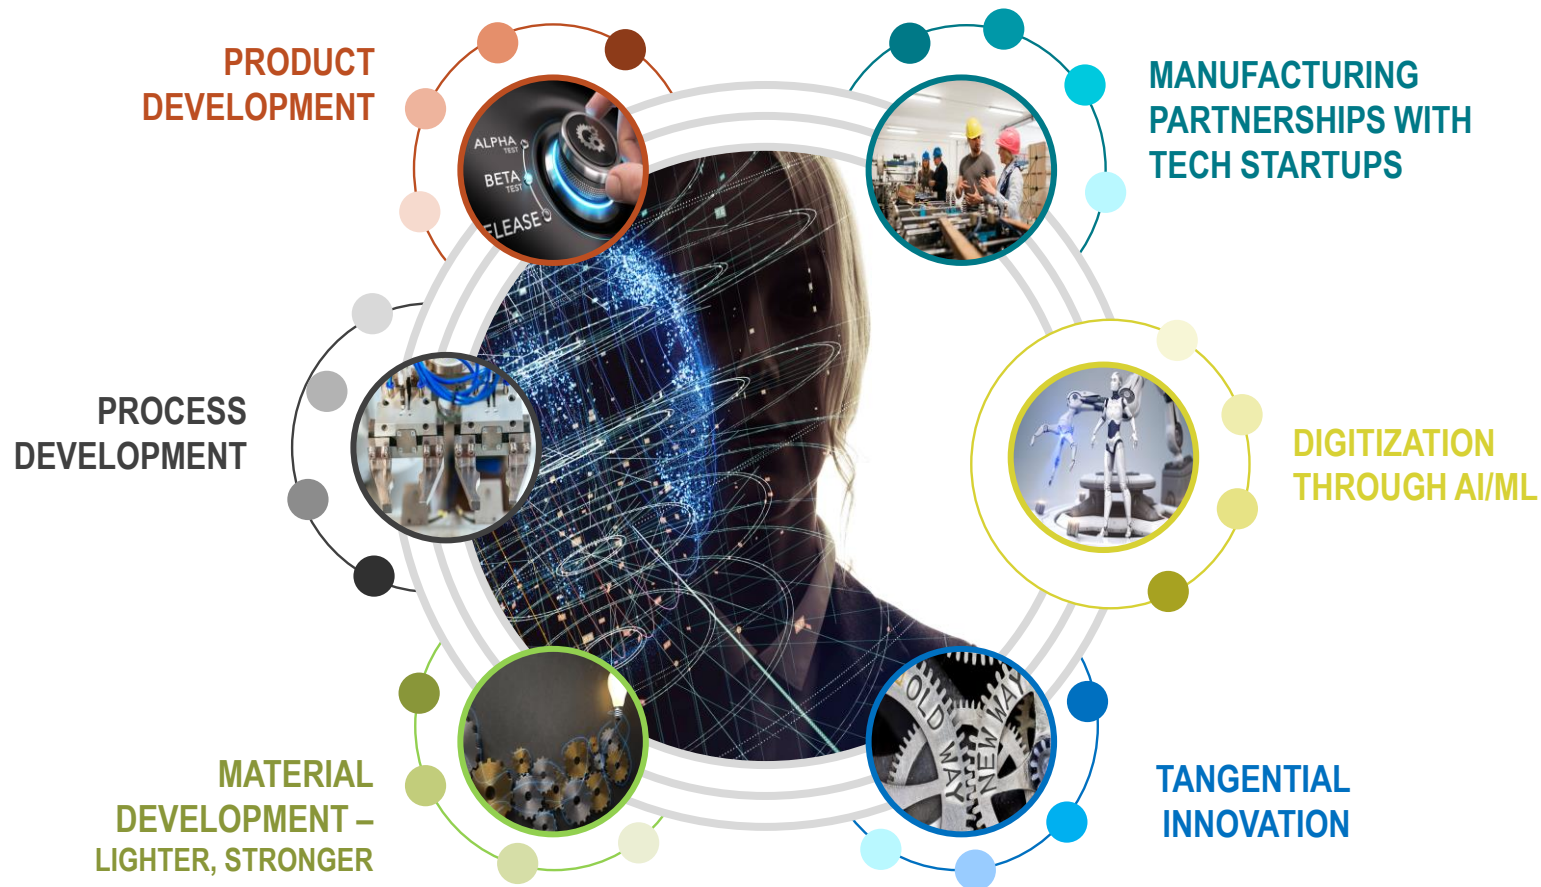 PRODUCT
DEVELOPMENT
ALPHA
TEST
BETA
TEST
ELEASE
MANUFACTURING
PARTNERSHIPS WITH
TECH STARTUPS
PROCESS
DEVELOPMENT
DIGITIZATION
THROUGH AI/ML
MATERIAL
DEVELOPMENT –
LIGHTER, STRONGER
OLD WAY
NEW WAY
TANGENTIAL
INNOVATION